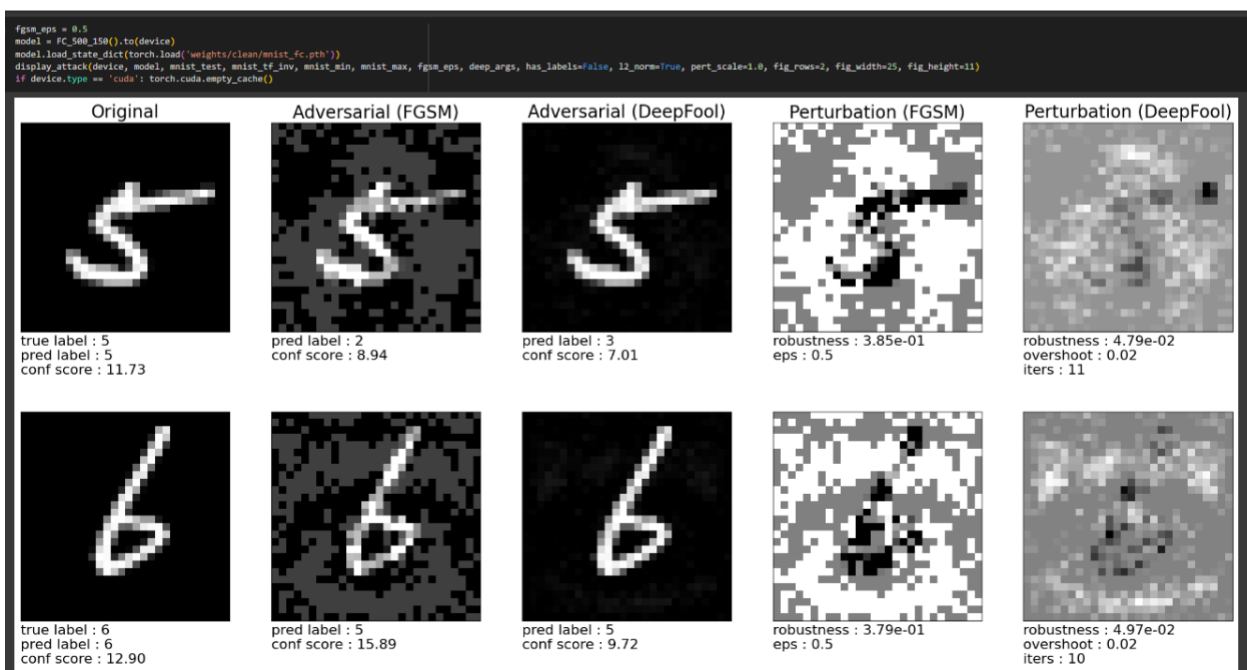 fgsm_eps = 0.5
model = FC_500_150().to(device)
model.load_state_dict(torch.load('weights/clean/mnist_fc.pth'))
display_attack(device, model, mnist_test, mnist_tf_inv, mnist_min, mnist_max, fgsm_eps, deep_args, has_labels=False, l2_norm=True, pert_scale=1.0, fig_rows=2, fig_width=25, fig_height=11)
if device.type == 'cuda': torch.cuda.empty_cache()
Original
Adversarial (FGSM)
Adversarial (DeepFool)
Perturbation (FGSM)
Perturbation (DeepFool)
5
5
5
true label : 5
pred label : 5
conf score : 11.73
pred label : 2
conf score : 8.94
pred label : 3
conf score : 7.01
robustness : 3.85e-01
eps : 0.5
robustness : 4.79e-02
overshoot : 0.02
iters : 11
6
6
6
true label : 6
pred label : 6
conf score : 12.90
pred label : 5
conf score : 15.89
pred label : 5
conf score : 9.72
robustness : 3.79e-01
eps : 0.5
robustness : 4.97e-02
overshoot : 0.02
iters : 10